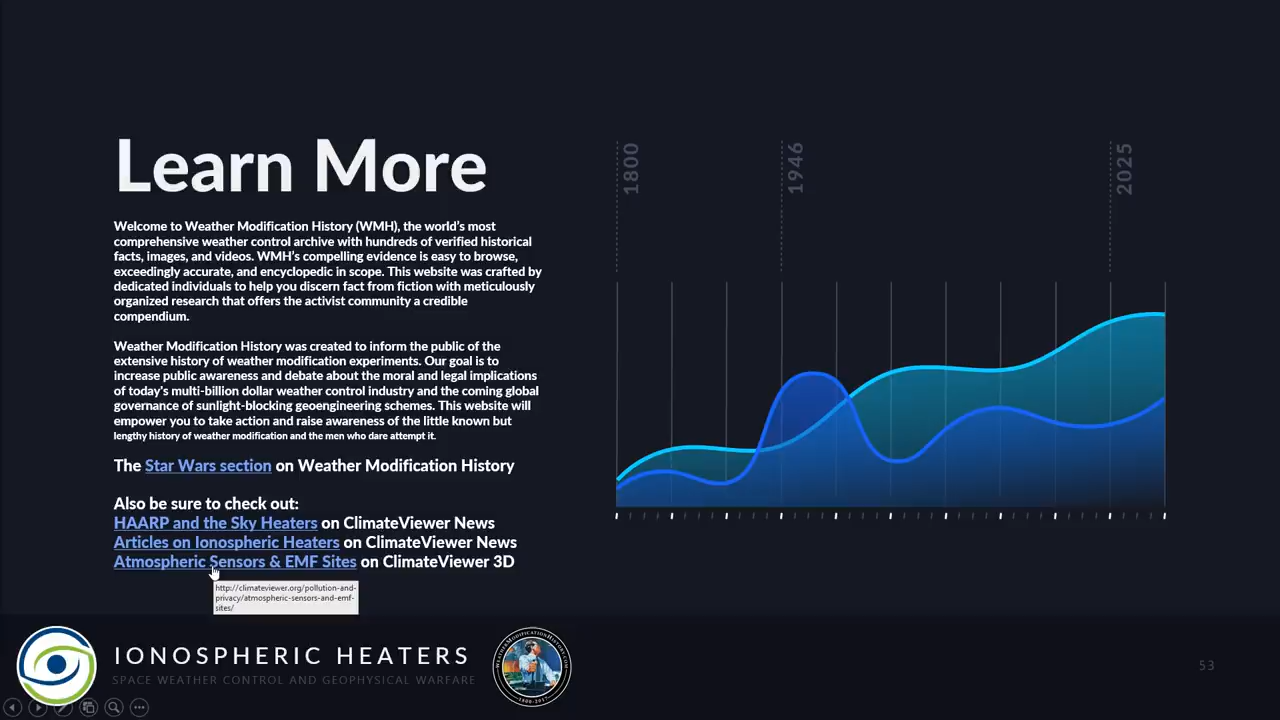 Learn More
Welcome to Weather Modification History (WMH), the world's most
comprehensive weather control archive with hundreds of verified historical
facts, images, and videos. WMH's compelling evidence is easy to browse,
exceedingly accurate, and encyclopedic in scope. This website was crafted by
dedicated individuals to help you discern fact from fiction with meticulously
organized research that offers the activist community a credible
compendium.
Weather Modification History was created to inform the public of the
extensive history of weather modification experiments. Our goal is to
increase public awareness and debate about the moral and legal implications
of today's multi-billion dollar weather control industry and the coming global
governance of sunlight-blocking geoengineering schemes. This website will
empower you to take action and raise awareness of the little known but
lengthy history of weather modification and the men who dare attempt it.
The Star Wars section on Weather Modification History
Also be sure to check out:
HAARP and the Sky Heaters on ClimateViewer News
Articles on Ionospheric Heaters on ClimateViewer News
Atmospheric Sensors & EMF Sites on ClimateViewer 3D
http://climateviewer.org/pollution-and-
privacy/atmospheric-sensors-and-emf-
sites/
1800
1946
2025
IONOSPHERIC HEATERS
SPACE WEATHER CONTROL AND GEOPHYSICAL WARFARE
WEATHERMODIFICATIONHISTORY.COM
53